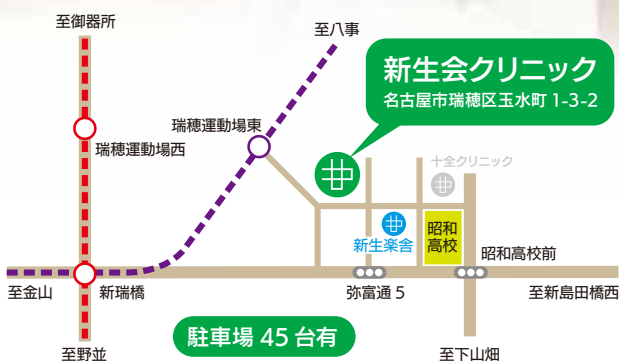 至御器所
至八事
新生会クリニック
名古屋市瑞穂区玉水町 1-3-2
瑞穂運動場東
瑞穂運動場西
十全クリニック
新生楽舎
昭和
高校
昭和高校前
至金山
新瑞橋
弥富通 5
至新島田橋西
駐車場 45 台有
至野並
至下山畑